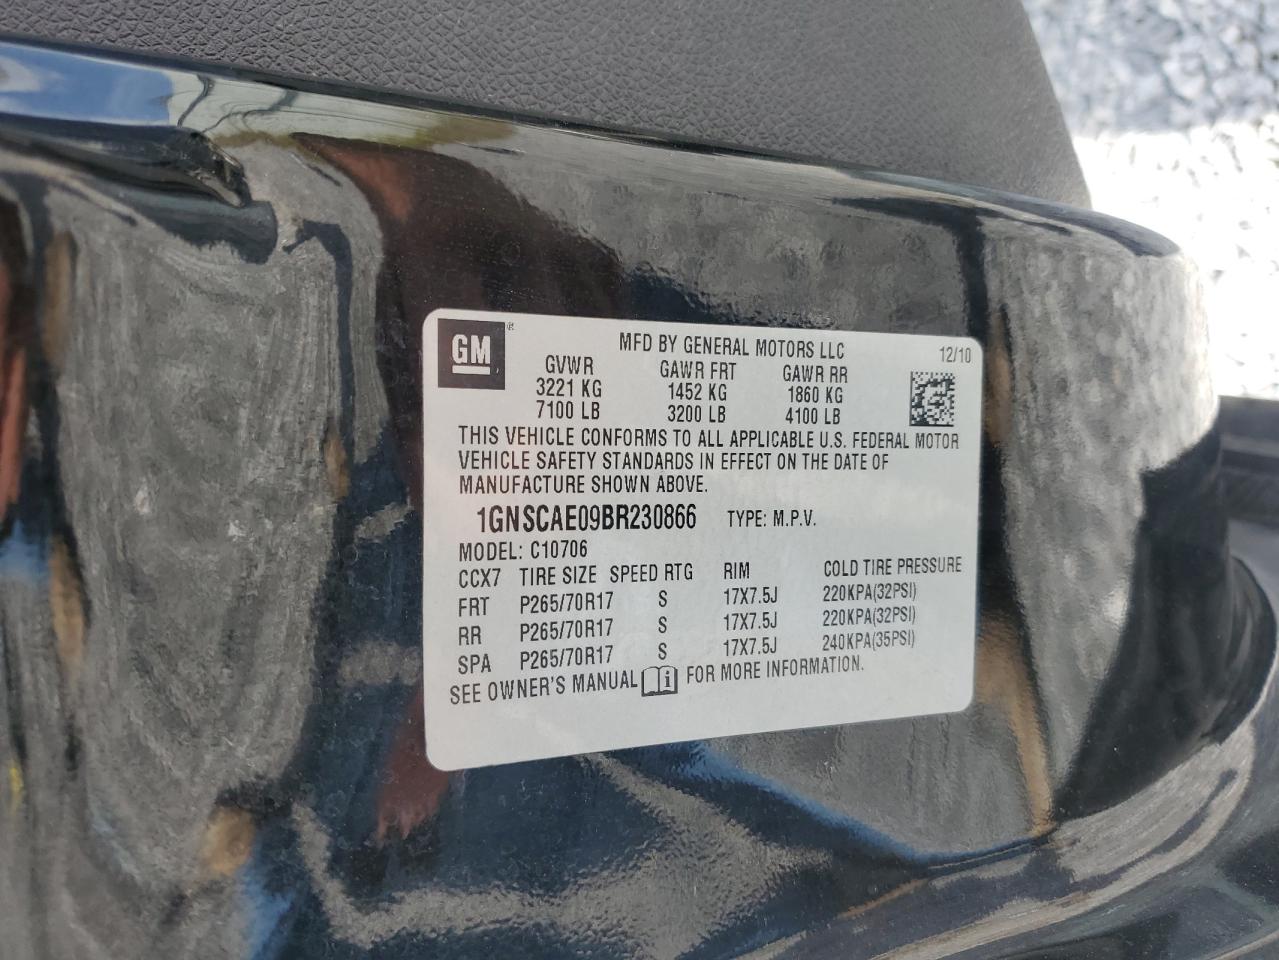 GM®
MFD BY GENERAL MOTORS LLC 12/10
GVWR GAWR FRT GAWR RR
3221 KG 1452 KG 1860 KG
7100 LB 3200 LB 4100 LB
THIS VEHICLE CONFORMS TO ALL APPLICABLE U.S. FEDERAL MOTOR
VEHICLE SAFETY STANDARDS IN EFFECT ON THE DATE OF
MANUFACTURE SHOWN ABOVE.
1GNSCAE09BR230866 TYPE: M.P.V.
MODEL: C10706
CCX7 TIRE SIZE SPEED RTG RIM COLD TIRE PRESSURE
FRT P265/70R17 S 17X7.5J 220KPA(32PSI)
RR P265/70R17 S 17X7.5J 220KPA(32PSI)
SPA P265/70R17 S 17X7.5J 240KPA(35PSI)
SEE OWNER'S MANUAL i FOR MORE INFORMATION.